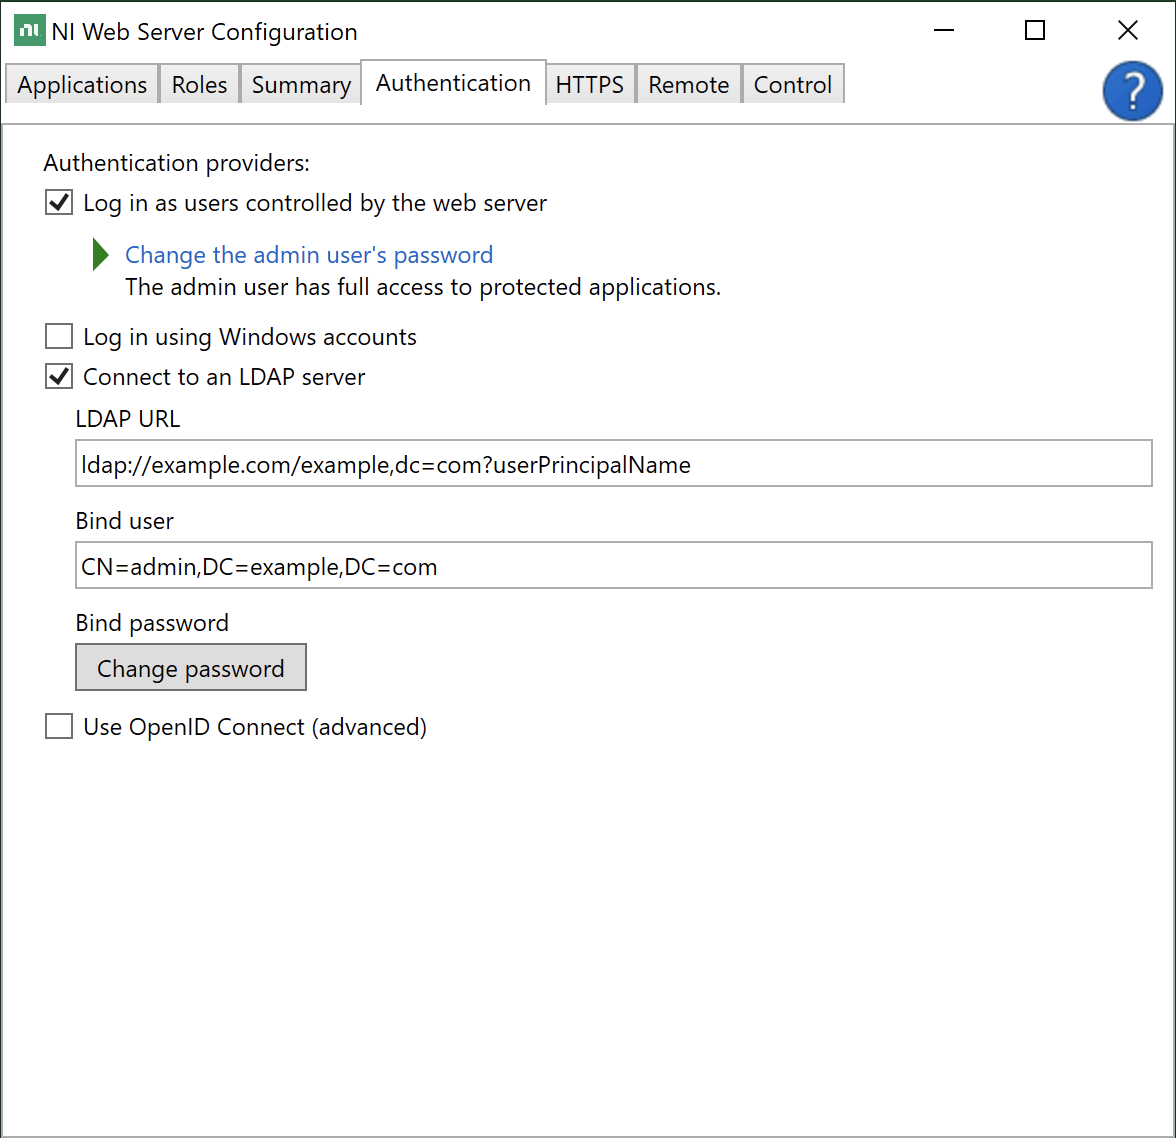 NI Web Server Configuration
Applications Roles Summary Authentication HTTPS Remote Control
?
Authentication providers:
Log in as users controlled by the web server
Change the admin user's password
The admin user has full access to protected applications.
Log in using Windows accounts
Connect to an LDAP server
LDAP URL
ldap://example.com/example,dc=com?userPrincipalName
Bind user
CN=admin,DC=example,DC=com
Bind password
Change password
Use OpenID Connect (advanced)